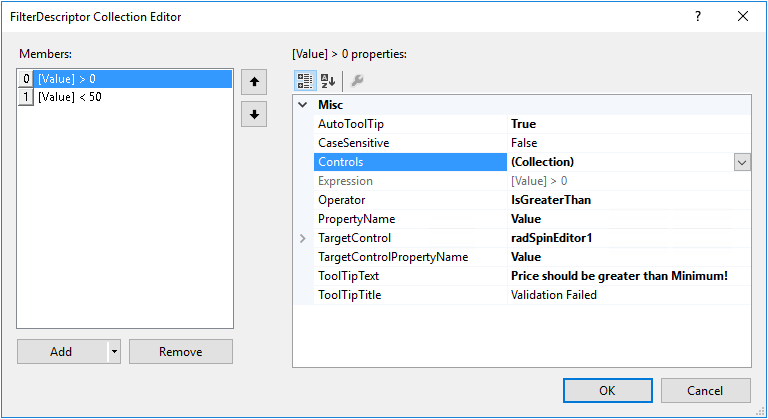 FilterDescriptor Collection Editor
?
Members:
[Value] > 0 properties:
0 [Value] > 0
1 [Value] < 50
Misc
AutoToolTip True
CaseSensitive False
Controls (Collection)
Expression [Value] > 0
Operator IsGreaterThan
PropertyName Value
TargetControl radSpinEditor1
TargetControlPropertyName Value
ToolTipText Price should be greater than Minimum!
ToolTipTitle Validation Failed
Add Remove
OK Cancel